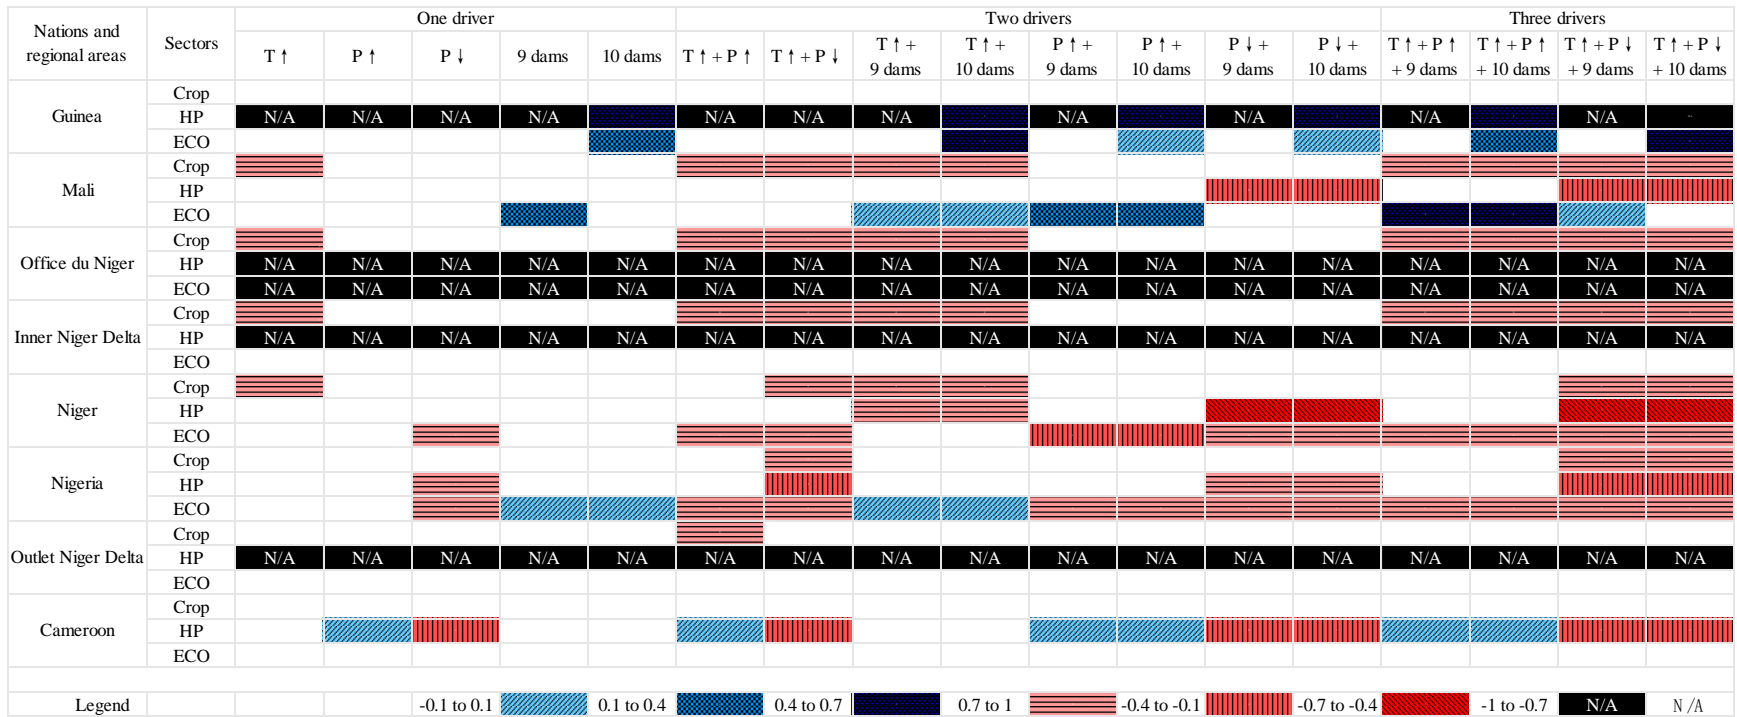 Nations and regional areas
Sectors
One driver
Two drivers
Three drivers
T ↑
P ↑
P ↓
9 dams
10 dams
T ↑ + P ↑
T ↑ + P ↓
T ↑ +
9 dams
T ↑ +
10 dams
P ↑ +
9 dams
P ↑ +
10 dams
P ↓ +
9 dams
P ↓ +
10 dams
T ↑ + P ↑
+ 9 dams
T ↑ + P ↑
+ 10 dams
T ↑ + P ↓
+ 9 dams
T ↑ + P ↓
+ 10 dams
Guinea
Crop
HP N/A N/A N/A N/A N/A N/A N/A N/A N/A N/A N/A
ECO
Mali
Crop
HP
ECO
Office du Niger
Crop
HP N/A N/A N/A N/A N/A N/A N/A N/A N/A N/A N/A N/A N/A N/A N/A N/A N/A
ECO N/A N/A N/A N/A N/A N/A N/A N/A N/A N/A N/A N/A N/A N/A N/A N/A N/A
Inner Niger Delta
Crop
HP N/A N/A N/A N/A N/A N/A N/A N/A N/A N/A N/A N/A N/A N/A N/A N/A N/A
ECO
Niger
Crop
HP
ECO
Nigeria
Crop
HP
ECO
Outlet Niger Delta
Crop
HP N/A N/A N/A N/A N/A N/A N/A N/A N/A N/A N/A N/A N/A N/A N/A N/A N/A
ECO
Cameroon
Crop
HP
ECO
Legend -0.1 to 0.1 0.1 to 0.4 0.4 to 0.7 0.7 to 1 -0.4 to -0.1 -0.7 to -0.4 -1 to -0.7 N/A N/A